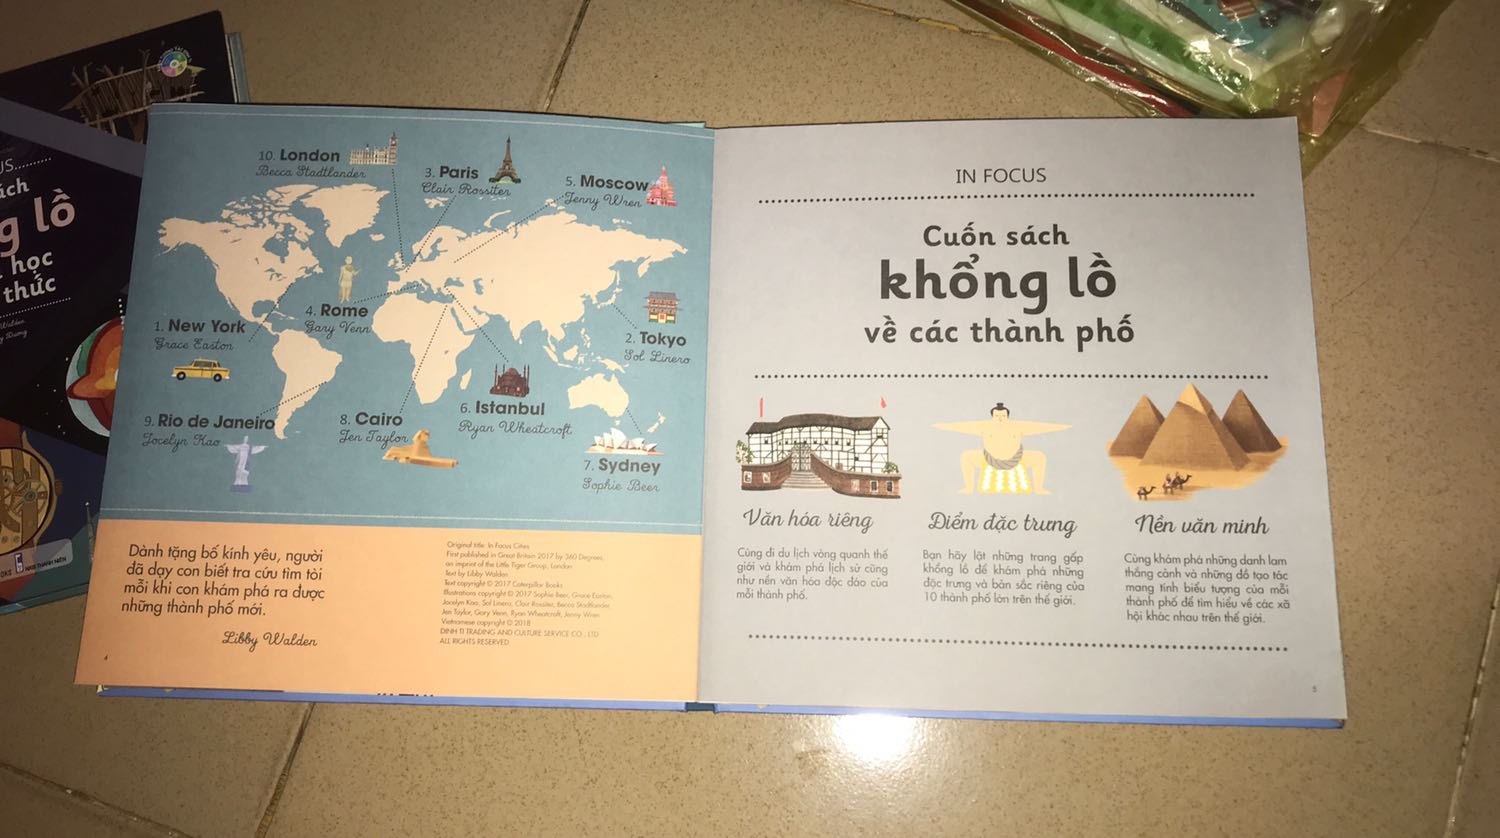 10. London
Becca Stadtlander
3. Paris
Clair Rossiter
5. Moscow
Jenny Wren
4. Rome
Gary Venn
1. New York
Grace Easton
2. Tokyo
Sol Linero
9. Rio de Janeiro
Jocelyn Kao
8. Cairo
Jen Taylor
6. Istanbul
Ryan Wheatcroft
7. Sydney
Sophie Beer
Dành tặng bố kính yêu, người
đã dạy con biết tra cứu tìm tòi
mỗi khi con khám phá ra được
những thành phố mới.
Libby Walden
4
Original title: In Focus Cities
First published in Great Britain 2017 by 360 Degrees,
an imprint of the Little Tiger Group, London
Text by Libby Walden
Text copyright © 2017 Caterpillar Books
Illustrations copyright © 2017 Sophie Beer, Grace Easton,
Jocelyn Kao, Sol Linero, Clair Rossiter, Becca Stadtlander,
Jen Taylor, Gary Venn, Ryan Wheatcroft, Jenny Wren
Vietnamese copyright © 2018
DINH TI TRADING AND CULTURE SERVICE CO., LTD
ALL RIGHTS RESERVED
IN FOCUS
Cuốn sách
khổng lồ
về các thành phố
Văn hóa riêng
Cùng đi du lịch vòng quanh thế
giới và khám phá lịch sử cũng
như nền văn hóa độc đáo của
mỗi thành phố.
Điểm đặc trưng
Bạn hãy lật những trang gấp
khổng lồ để khám phá những
đặc trưng và bản sắc riêng của
10 thành phố lớn trên thế giới.
Nền văn minh
Cùng khám phá những danh lam
thắng cảnh và những đồ tạo tác
mang tính biểu tượng của mỗi
thành phố để tìm hiểu về các xã
hội khác nhau trên thế giới.
5
lồ
học
thức
Walden